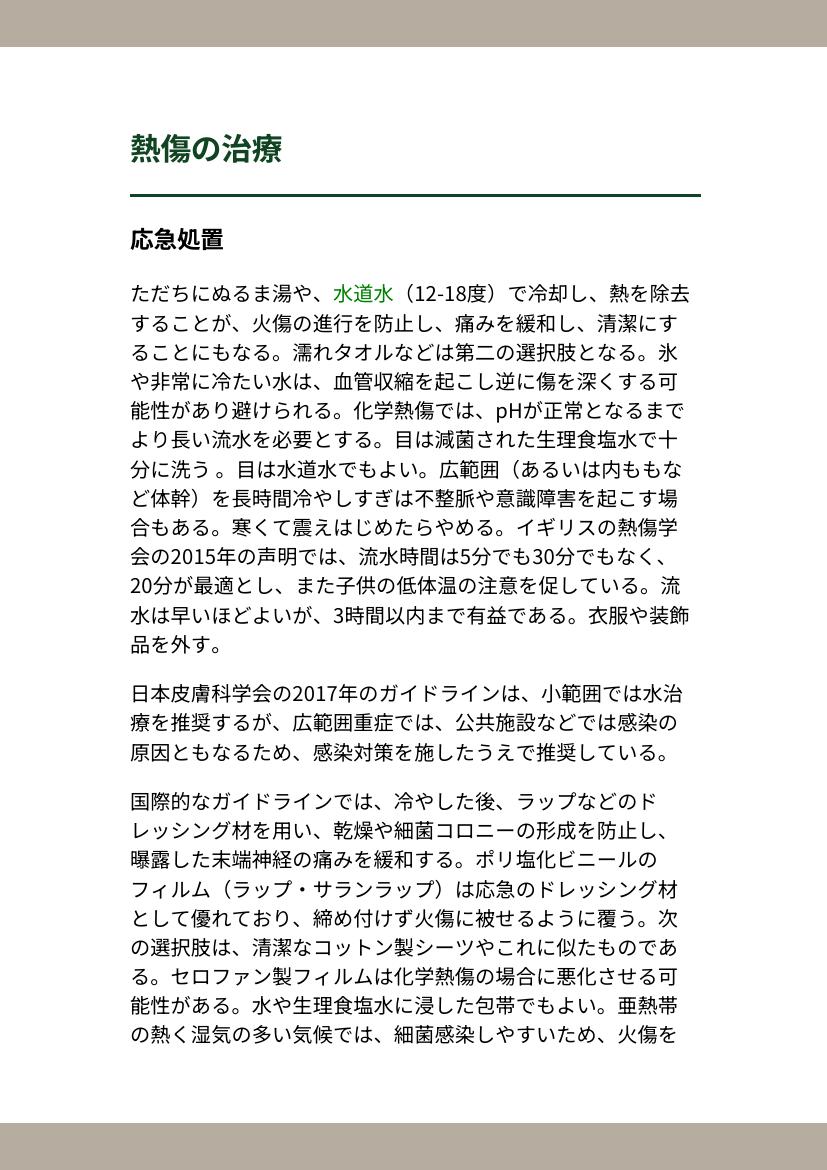 熱傷の治療
応急処置
ただちにぬるま湯や、水道水（12-18度）で冷却し、熱を除去
することが、火傷の進行を防止し、痛みを緩和し、清潔にす
ることにもなる。濡れタオルなどは第二の選択肢となる。氷
や非常に冷たい水は、血管収縮を起こし逆に傷を深くする可
能性があり避けられる。化学熱傷では、pHが正常となるまで
より長い流水を必要とする。目は減菌された生理食塩水で十
分に洗う 。目は水道水でもよい。広範囲（あるいは内ももな
ど体幹）を長時間冷やしすぎは不整脈や意識障害を起こす場
合もある。寒くて震えはじめたらやめる。イギリスの熱傷学
会の2015年の声明では、流水時間は5分でも30分でもなく、
20分が最適とし、また子供の低体温の注意を促している。流
水は早いほどよいが、3時間以内まで有益である。衣服や装飾
品を外す。
日本皮膚科学会の2017年のガイドラインは、小範囲では水治
療を推奨するが、広範囲重症では、公共施設などでは感染の
原因ともなるため、感染対策を施したうえで推奨している。
国際的なガイドラインでは、冷やした後、ラップなどのド
レッシング材を用い、乾燥や細菌コロニーの形成を防止し、
曝露した末端神経の痛みを緩和する。ポリ塩化ビニールの
フィルム（ラップ・サランラップ）は応急のドレッシング材
として優れており、締め付けず火傷に被せるように覆う。次
の選択肢は、清潔なコットン製シーツやこれに似たものであ
る。セロファン製フィルムは化学熱傷の場合に悪化させる可
能性がある。水や生理食塩水に浸した包帯でもよい。亜熱帯
の熱く湿気の多い気候では、細菌感染しやすいため、火傷を